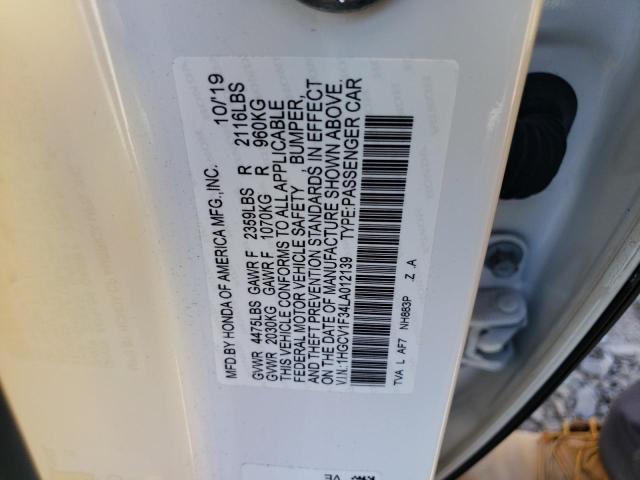 MFD.BY HONDA OF AMERICA MFG.,INC. 10/19
GVWR 4475LBS GAWR F 2359LBS R 2116LBS
GVWR 2030KG GAWR F 1070KG R 960KG
THIS VEHICLE CONFORMS TO ALL APPLICABLE
FEDERAL MOTOR VEHICLE SAFETY, BUMPER,
AND THEFT PREVENTION STANDARDS IN EFFECT
ON THE DATE OF MANUFACTURE SHOWN ABOVE.
V.I.N.: 1HGCV1F34LA012139 TYPE:PASSENGER CAR
TVA L AF7 NH883P .Z .A
VE